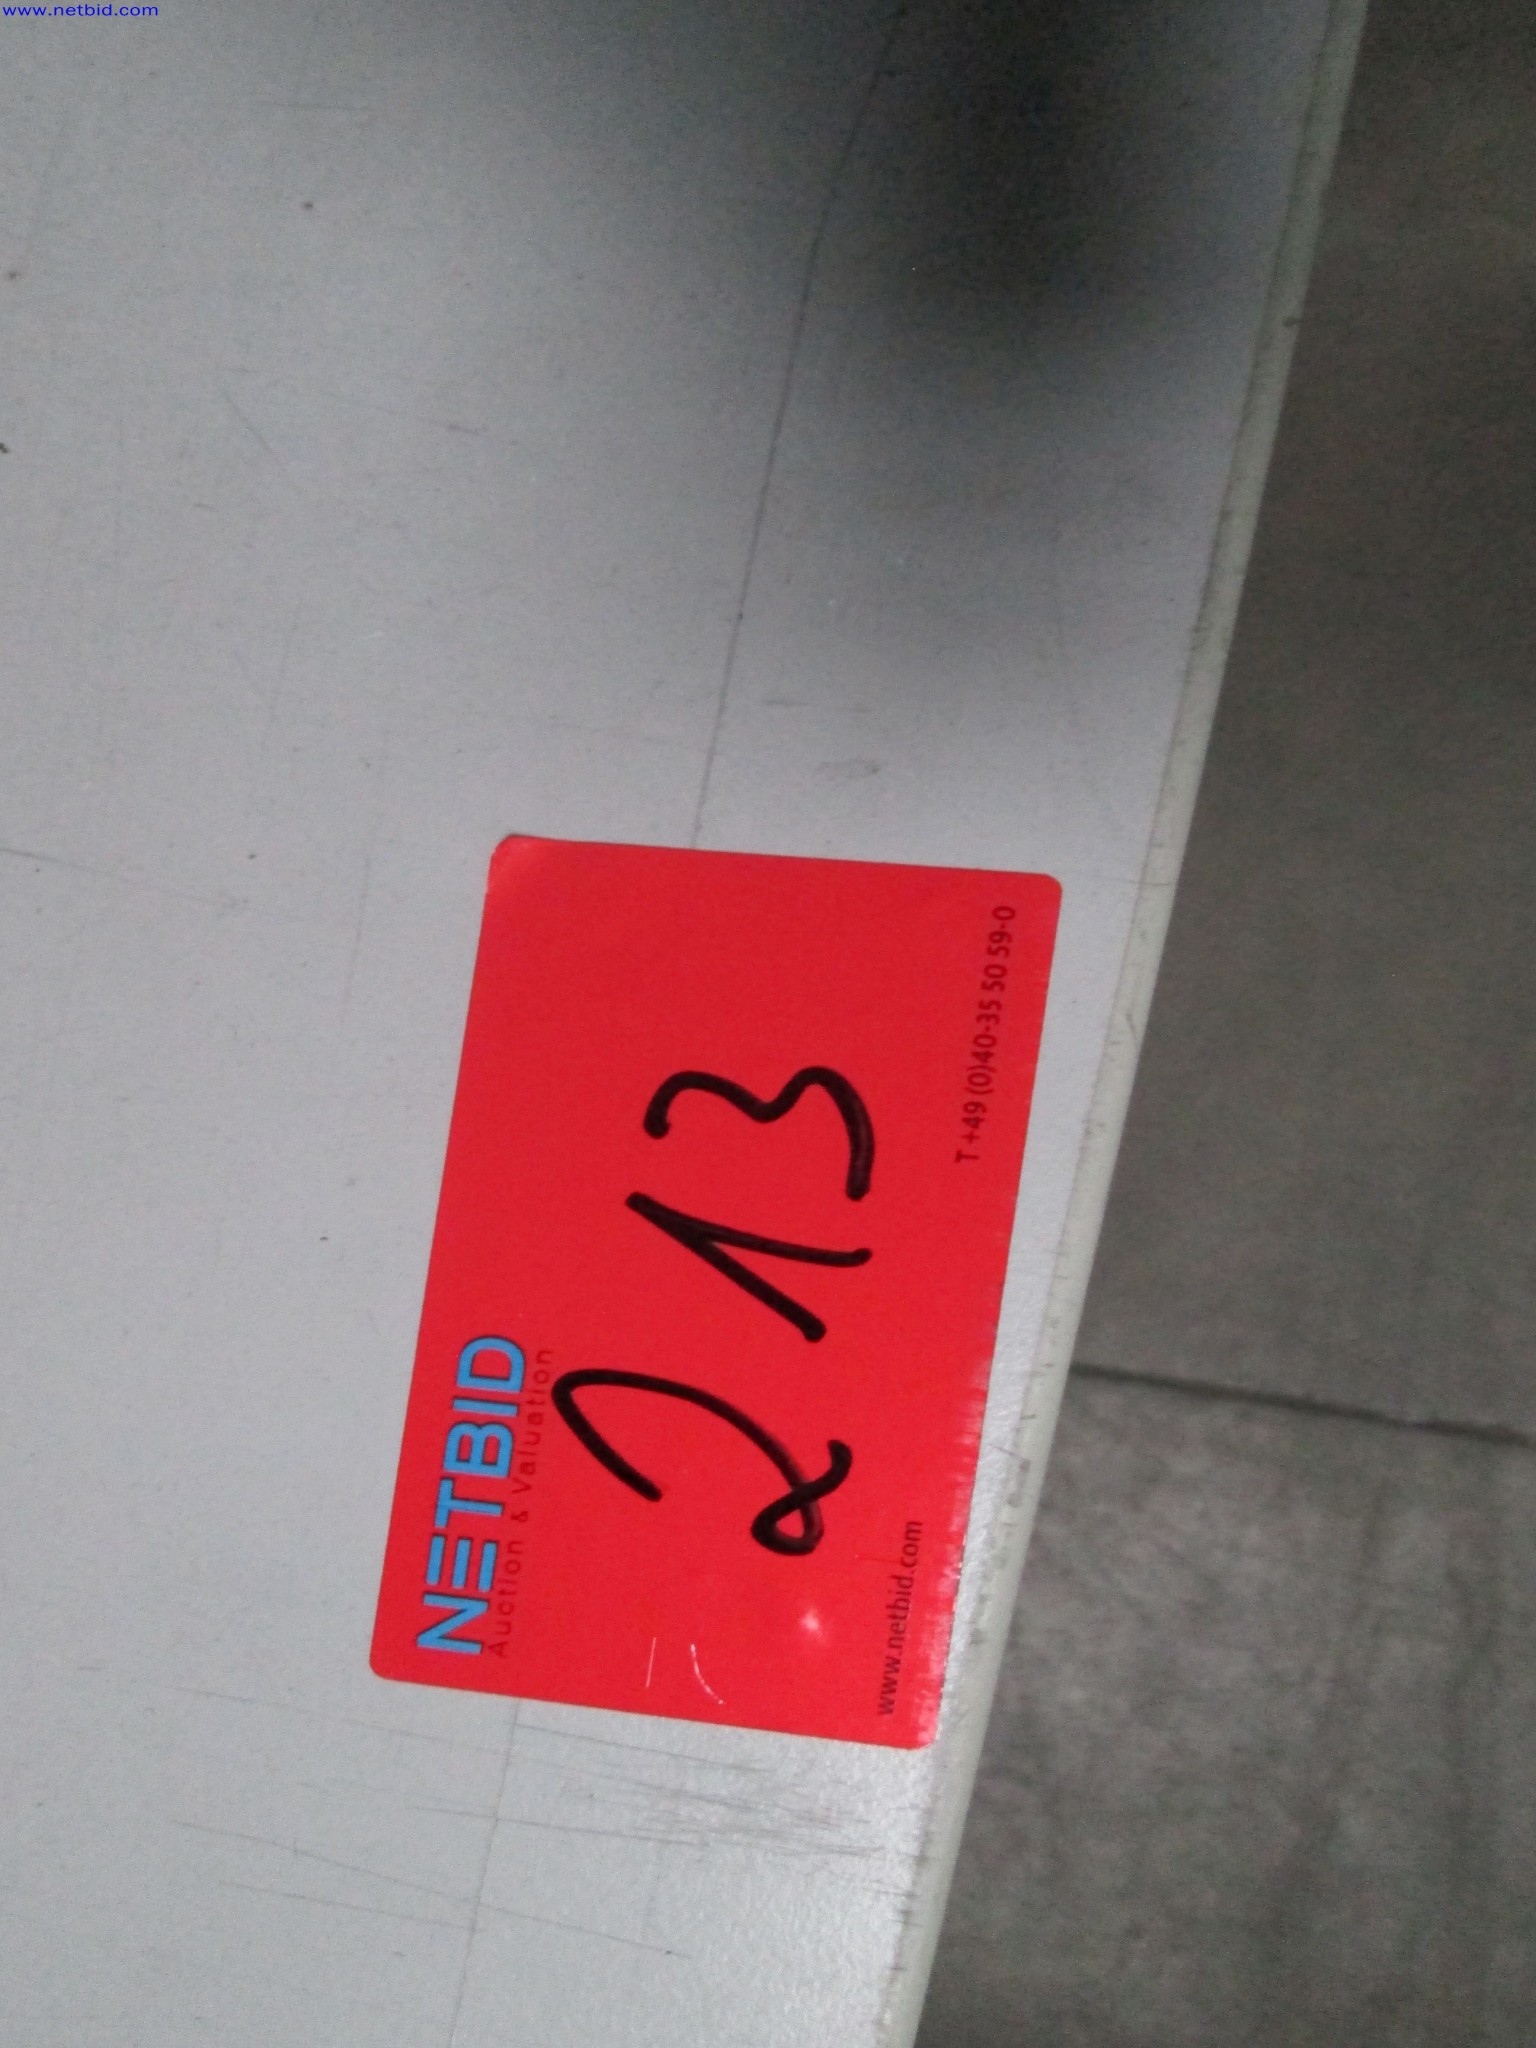 www.netbid.com
NETBID
Auction & Valuation
213
www.netbid.com
T +49 (0)40-35 50 59-0